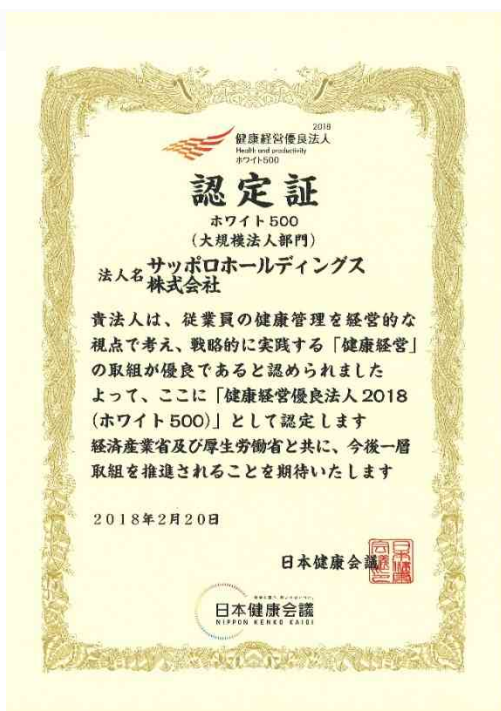 2018
健康経営優良法人
Health and productivity
ホワイト500
認定証
ホワイト500
(大規模法人部門)
法人名 サッポロホールディングス
株式会社
貴法人は、従業員の健康管理を経営的な
視点で考え、戦略的に実践する「健康経営」
の取組が優良であると認められました
よって、ここに「健康経営優良法人2018
(ホワイト500)」として認定します
経済産業省及び厚生労働省と共に、今後一層
取組を推進されることを期待いたします
2018年2月20日
日本健康会議
日本健康会議
NIPPON KENKO KAIGI